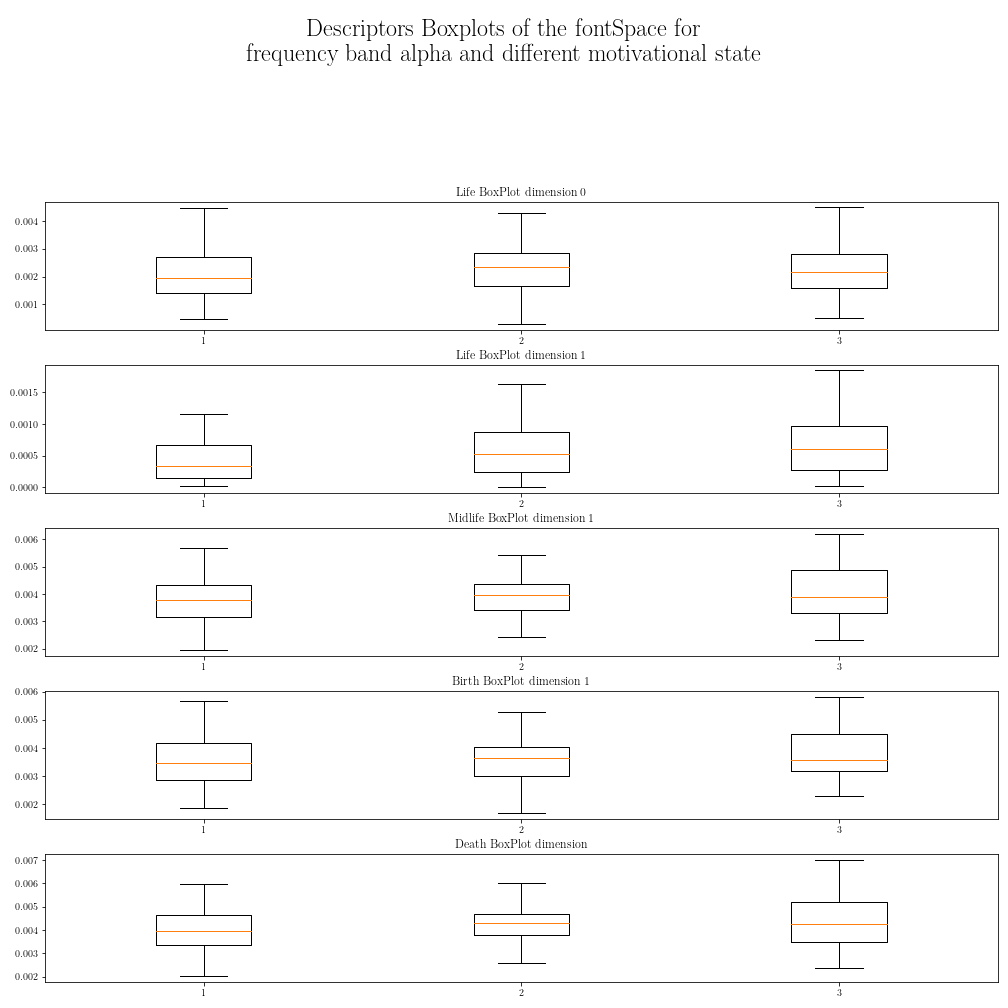 Descriptors Boxplots of the fontSpace for
frequency band alpha and different motivational state
Life BoxPlot dimension 0
0.004
0.003
0.002
0.001
1 2 3
Life BoxPlot dimension 1
0.0015
0.0010
0.0005
0.0000
1 2 3
Midlife BoxPlot dimension 1
0.006
0.005
0.004
0.003
0.002
1 2 3
Birth BoxPlot dimension 1
0.006
0.005
0.004
0.003
0.002
1 2 3
Death BoxPlot dimension
0.007
0.006
0.005
0.004
0.003
0.002
1 2 3